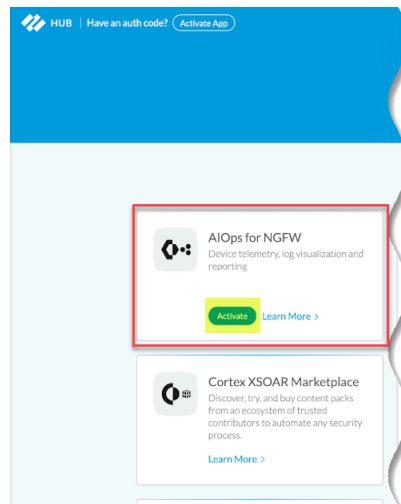 HUB | Have an auth code? Activate App
AIOps for NGFW
Device telemetry, log visualization and
reporting
Activate Learn More >
Cortex XSOAR Marketplace
Discover, try, and buy content packs
from an ecosystem of trusted
contributors to automate any security
process.
Learn More >